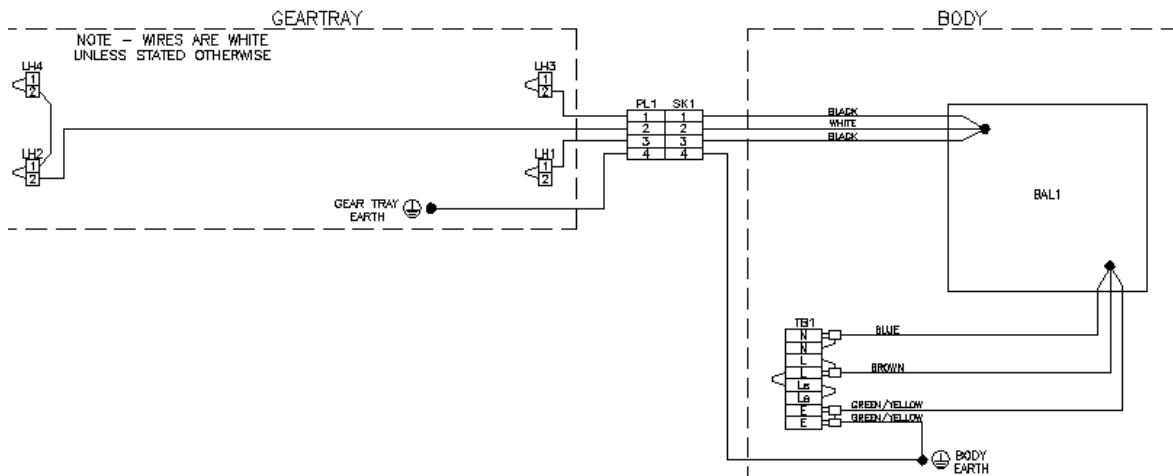 GEARTRAY
BODY
NOTE - WIRES ARE WHITE
UNLESS STATED OTHERWISE
LH4
1
2
LH3
1
2
PL1 SK1
1 1
2 2
3 3
4 4
BLACK
WHITE
BLACK
LH2
1
2
LH1
1
2
BAL1
GEAR TRAY
EARTH
TB1
N
N
L
L
Ls
La
E
E
BLUE
BROWN
GREEN/YELLOW
GREEN/YELLOW
BODY
EARTH